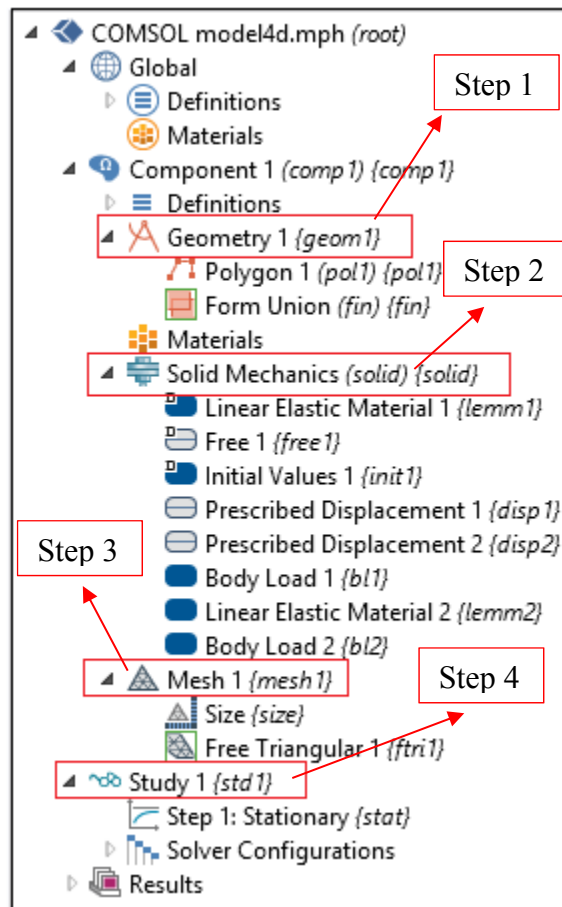 COMSOL model4d.mph (root)
Global
Step 1
Definitions
Materials
Component 1 (comp1) {comp1}
Definitions
Geometry 1 {geom1}
Polygon 1 (pol1) {pol1}
Step 2
Form Union (fin) {fin}
Materials
Solid Mechanics (solid) {solid}
Linear Elastic Material 1 {lemm1}
Free 1 {free1}
Initial Values 1 {init1}
Prescribed Displacement 1 {disp1}
Step 3
Prescribed Displacement 2 {disp2}
Body Load 1 {bl1}
Linear Elastic Material 2 {lemm2}
Body Load 2 {bl2}
Mesh 1 {mesh1}
Step 4
Size {size}
Free Triangular 1 {ftri1}
Study 1 {std1}
Step 1: Stationary {stat}
Solver Configurations
Results